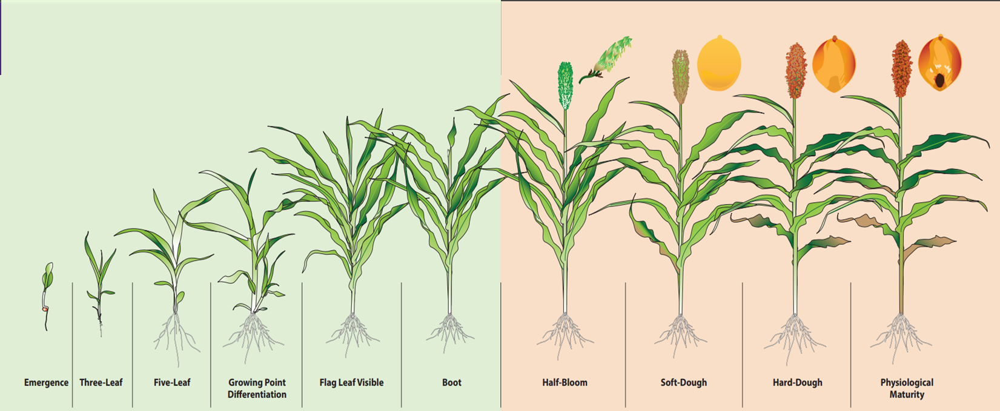 Emergence
Three-Leaf
Five-Leaf
Growing Point
Differentiation
Flag Leaf Visible
Boot
Half-Bloom
Soft-Dough
Hard-Dough
Physiological
Maturity